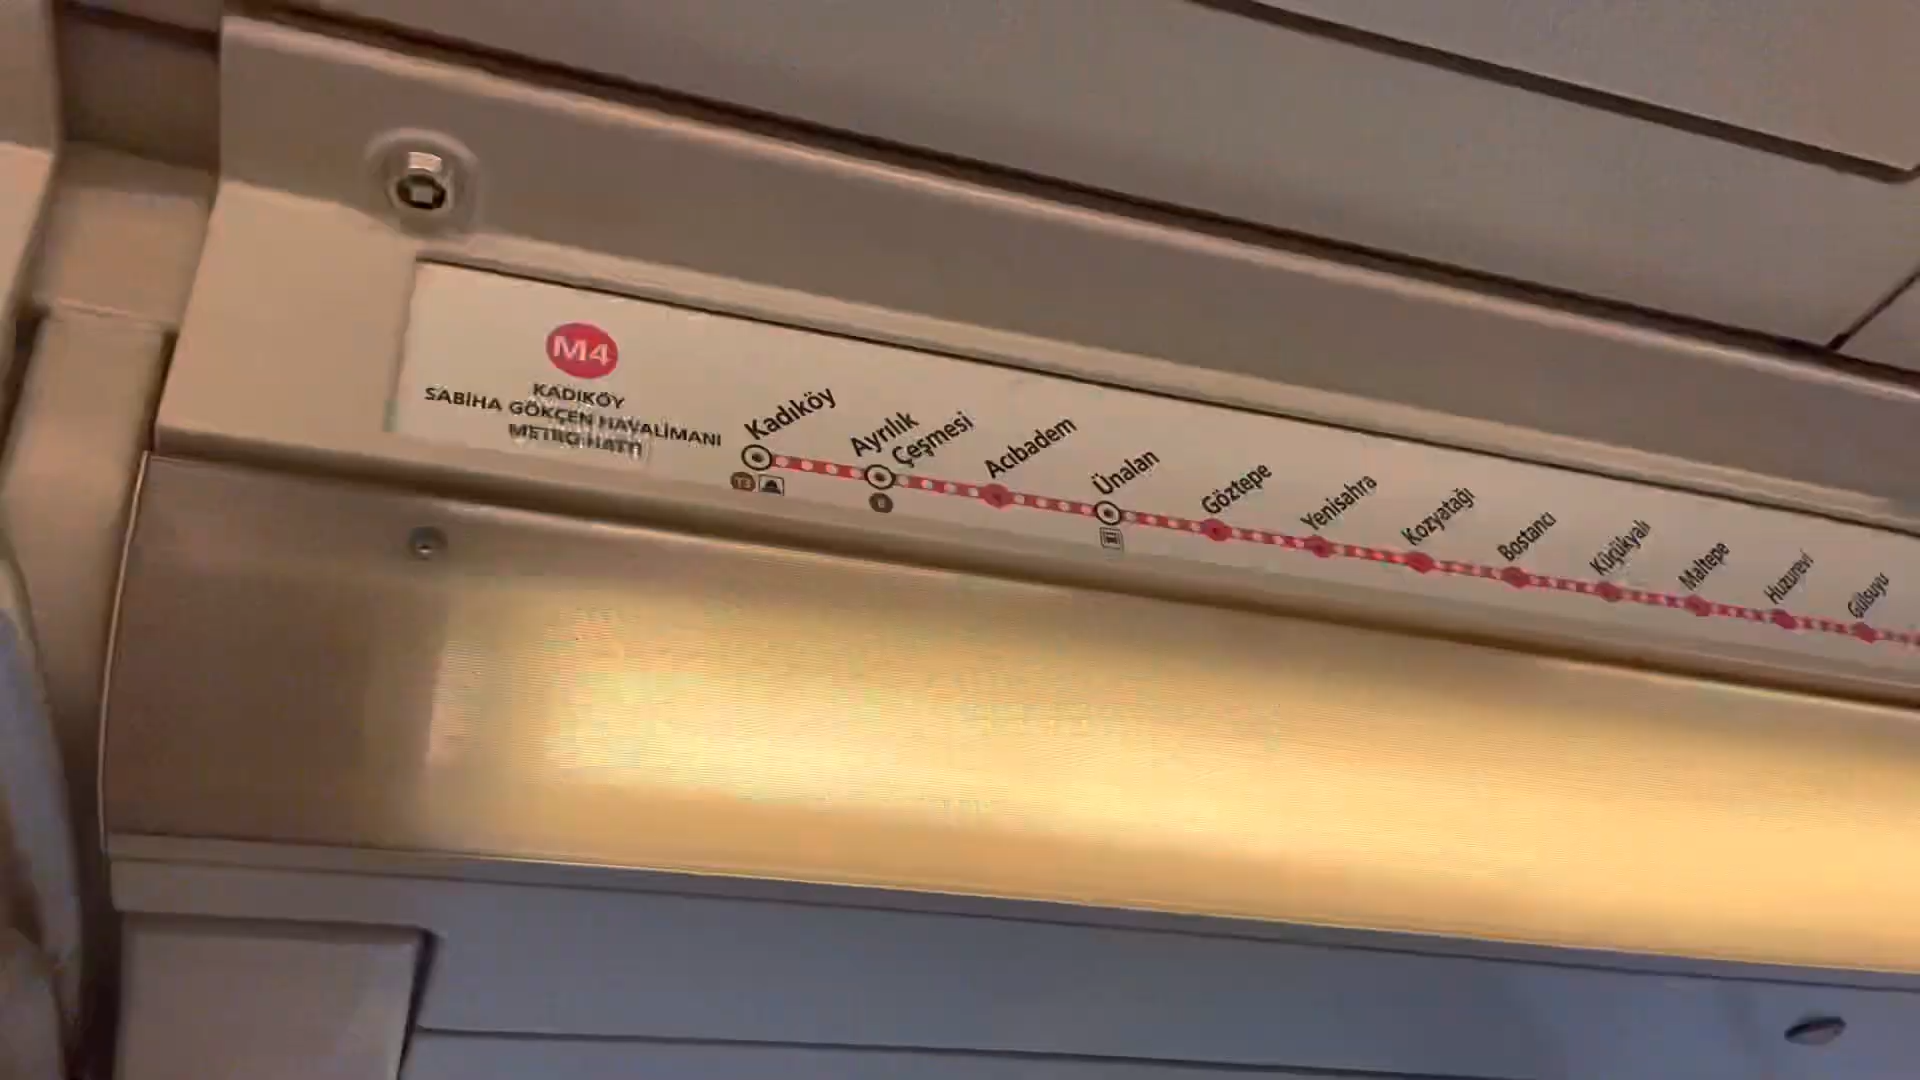 M4
KADIKÖY
SABİHA GÖKÇEN HAVALİMANI
METRO HATTI
Kadıköy
Ayrılık
Çeşmesi
Acıbadem
Ünalan
Göztepe
Yenisahra
Kozyatağı
Bostancı
Küçükyalı
Maltepe
Huzurevi
Gülsuyu